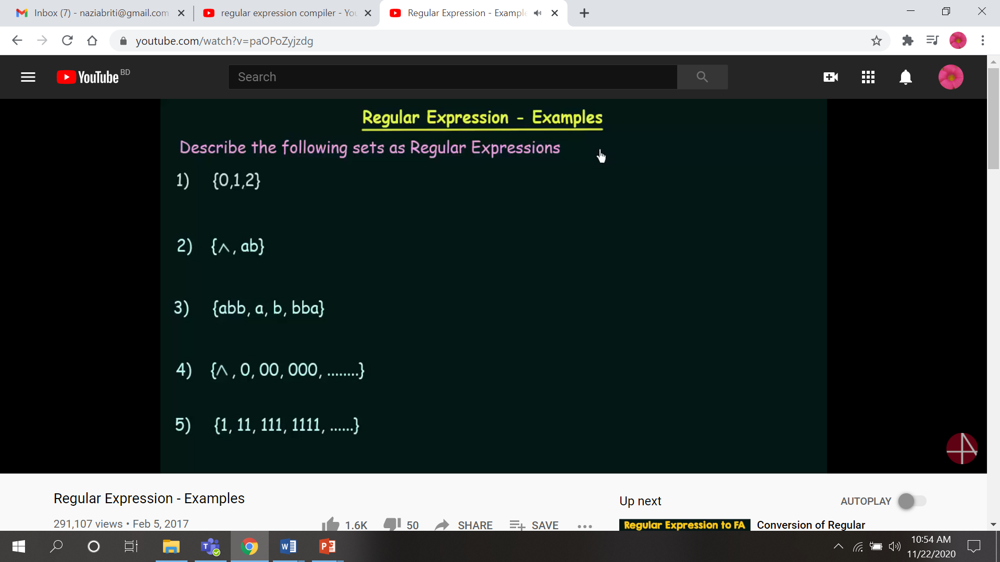 Inbox (7) - naziabriti@gmail.com
regular expression compiler - You
Regular Expression - Example
youtube.com/watch?v=paOPoZyjzdg
YouTube BD
Search
Regular Expression - Examples
Describe the following sets as Regular Expressions
1) {0,1,2}
2) {∧, ab}
3) {abb, a, b, bba}
4) {∧, 0, 00, 000, ........}
5) {1, 11, 111, 1111, ......}
Regular Expression - Examples
Up next
AUTOPLAY
291,107 views • Feb 5, 2017
1.6K
50
SHARE
SAVE
Regular Expression to FA
Conversion of Regular
10:54 AM
11/22/2020